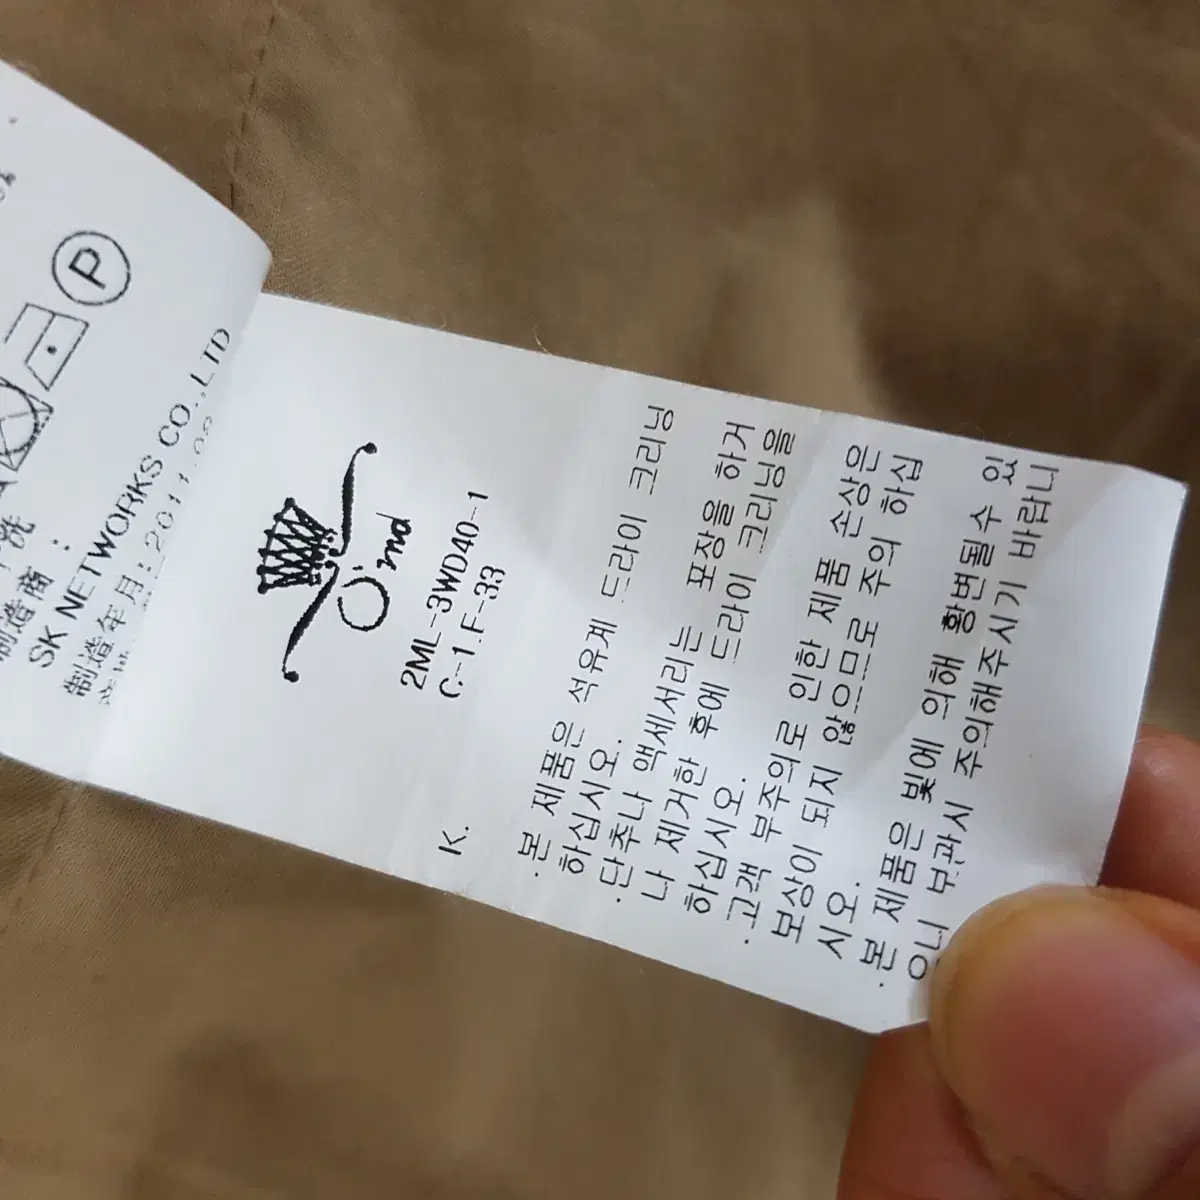 P
制造商：
SK NETWORKS CO.,LTD
制造年月：2011.08
O'md
2ML-3WD40-1
C.-1.F-33
K.
.본 제품은 석유계 드라이 크리닝
하십시오.
.단추나 액세서리는 포장을 하거
나 제거한 후에 드라이 크리닝을
하십시오.
.고객 부주의로 인한 제품 손상은
보상이 되지 않으므로 주의 하십
시오.
.본 제품은 빛에 의해 황변될수 있
으니 부과시 주의해주시기 바랍니